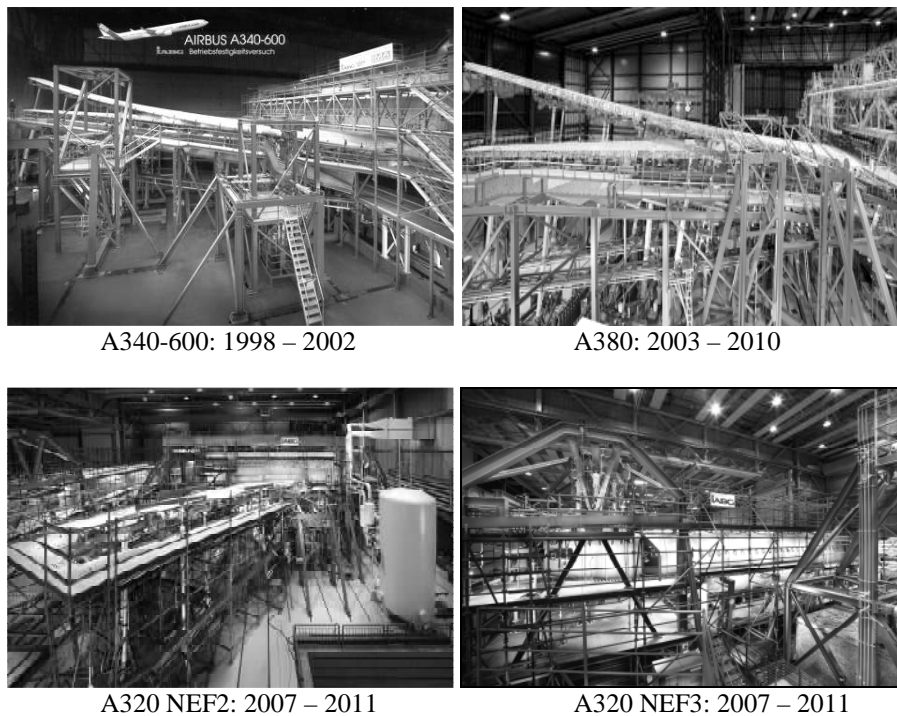 AIRBUS A340-600
Betriebsfestigkeitsversuch
A340-600: 1998 – 2002
A380: 2003 – 2010
IABG
A320 NEF2: 2007 – 2011
A320 NEF3: 2007 – 2011